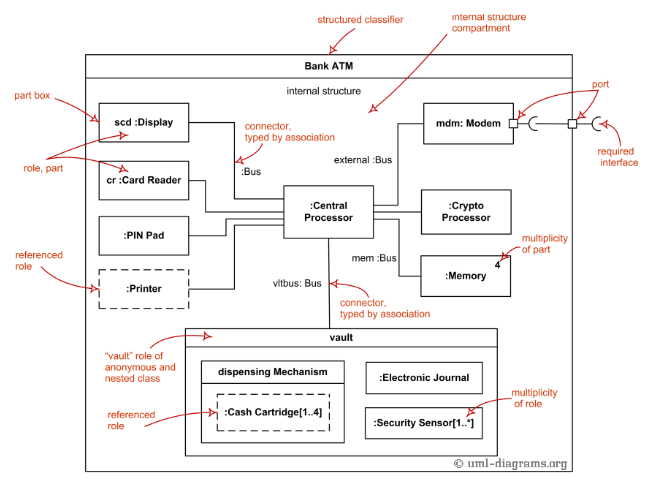 structured classifier
internal structure
compartment
Bank ATM
internal structure
part box
port
scd :Display
connector,
typed by association
mdm: Modem
required
interface
role, part
:Bus
external :Bus
cr :Card Reader
:Central
Processor
:Crypto
Processor
:PIN Pad
multiplicity
of part
referenced
role
mem :Bus
4
:Memory
:Printer
vltbus: Bus
connector,
typed by association
vault
"vault" role of
anonymous and
nested class
dispensing Mechanism
:Electronic Journal
multiplicity
of role
referenced
role
:Cash Cartridge[1..4]
:Security Sensor[1..*]
© uml-diagrams.org